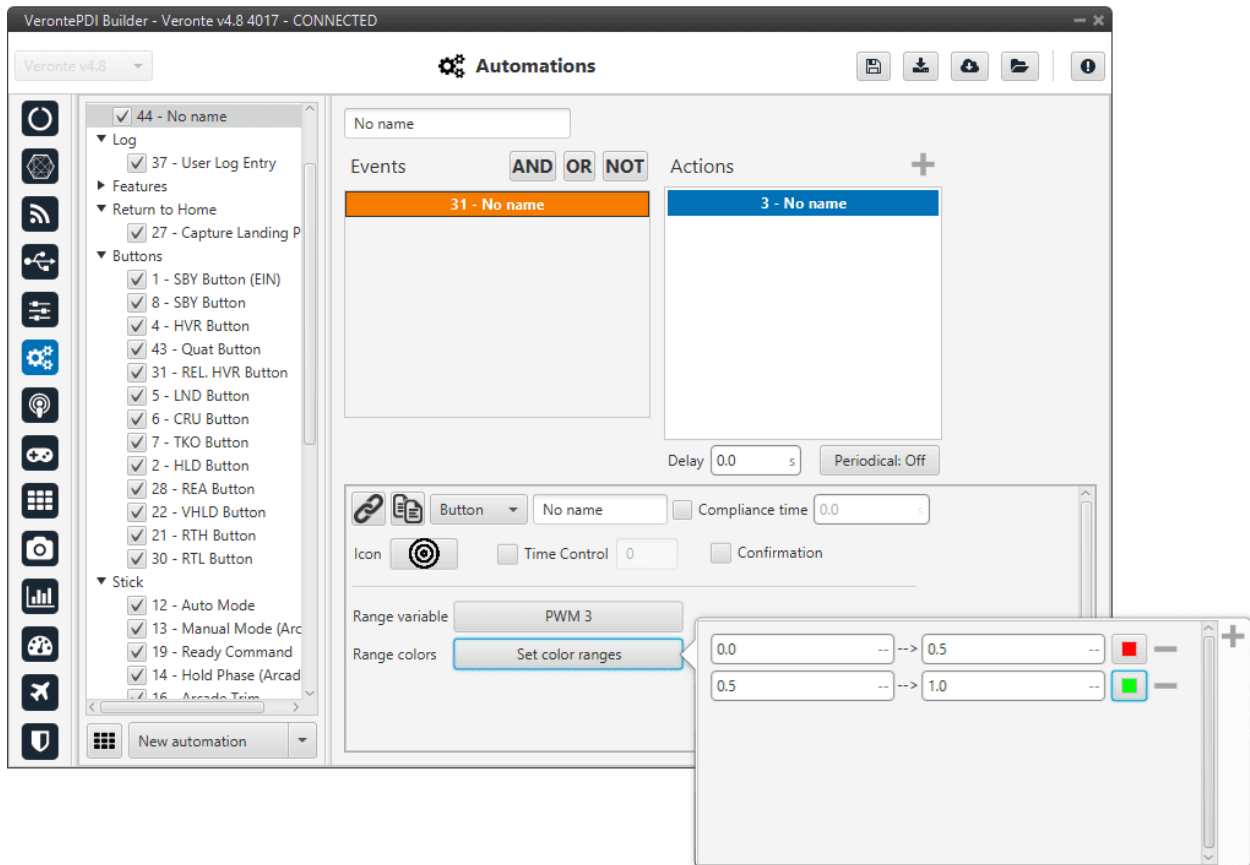 VerontePDI Builder - Veronte v4.8 4017 - CONNECTED
Veronte v4.8
Automations
44 - No name
Log
37 - User Log Entry
Features
Return to Home
27 - Capture Landing P
Buttons
1 - SBY Button (EIN)
8 - SBY Button
4 - HVR Button
43 - Quat Button
31 - REL. HVR Button
5 - LND Button
6 - CRU Button
7 - TKO Button
2 - HLD Button
28 - REA Button
22 - VHLD Button
21 - RTH Button
30 - RTL Button
Stick
12 - Auto Mode
13 - Manual Mode (Arc
19 - Ready Command
14 - Hold Phase (Arcad
16 - Arcade Trim
New automation
No name
Events AND OR NOT Actions
31 - No name
3 - No name
Delay 0.0 s Periodical: Off
Button No name Compliance time 0.0 s
Icon Time Control 0 Confirmation
Range variable PWM 3
Range colors Set color ranges
0.0 -- --> 0.5 --
0.5 -- --> 1.0 --